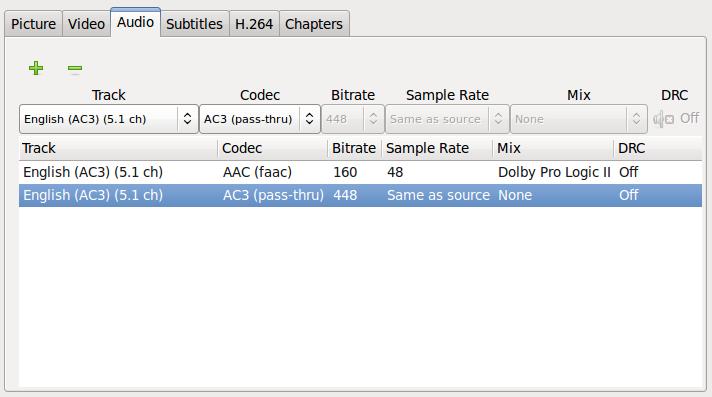 Picture Video Audio Subtitles H.264 Chapters
Track Codec Bitrate Sample Rate Mix DRC
English (AC3) (5.1 ch) AC3 (pass-thru) 448 Same as source None Off
Track Codec Bitrate Sample Rate Mix DRC
English (AC3) (5.1 ch) AAC (faac) 160 48 Dolby Pro Logic II Off
English (AC3) (5.1 ch) AC3 (pass-thru) 448 Same as source None Off